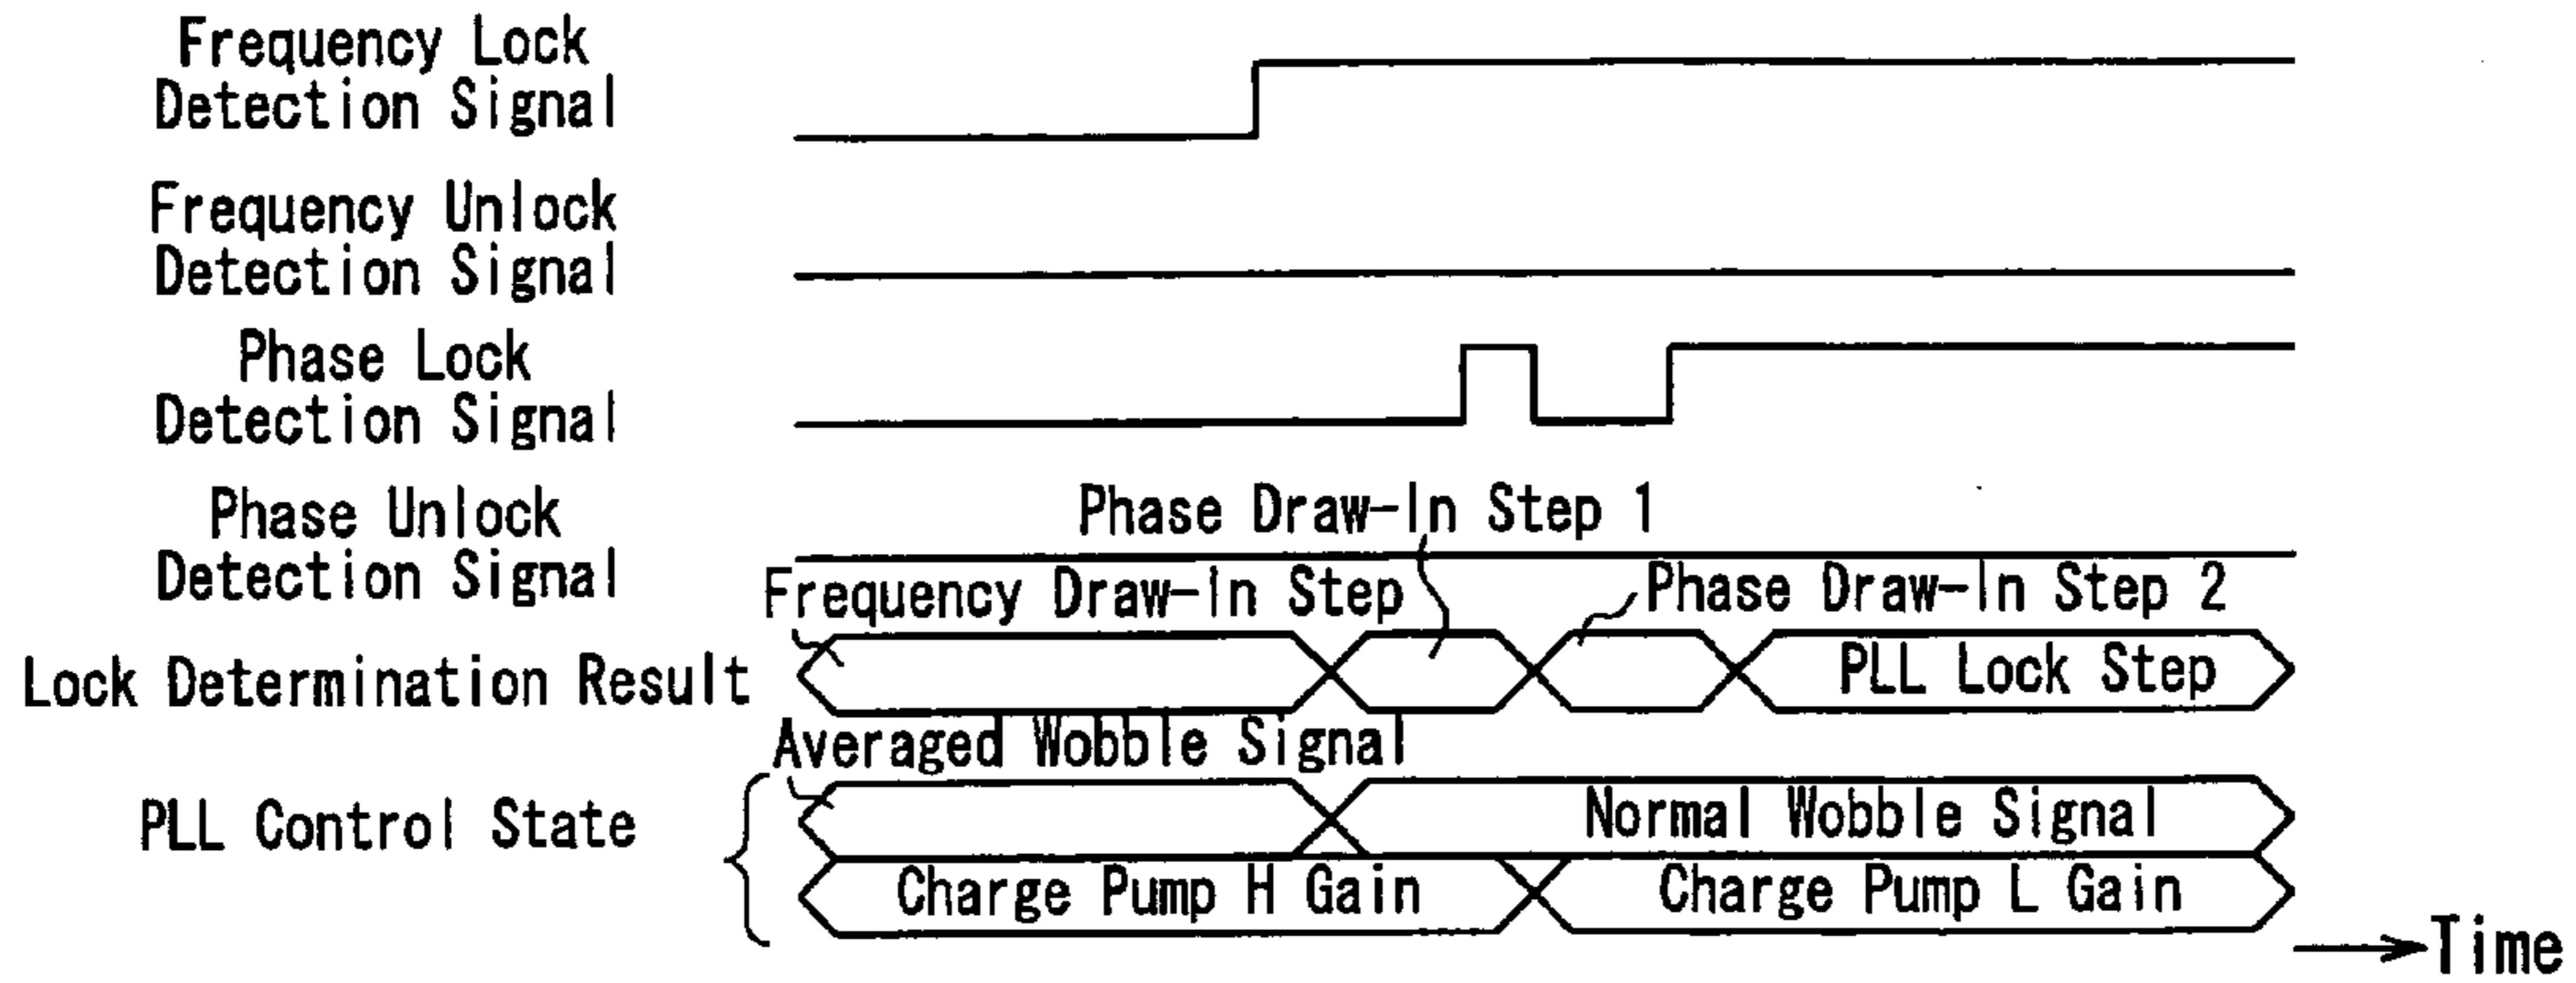 Frequency Lock
Detection Signal
Frequency Unlock
Detection Signal
Phase Lock
Detection Signal
Phase Unlock
Detection Signal
Phase Draw-In Step 1
Frequency Draw-In Step
Phase Draw-In Step 2
Lock Determination Result
PLL Lock Step
Averaged Wobble Signal
PLL Control State
Normal Wobble Signal
Charge Pump H Gain
Charge Pump L Gain
Time